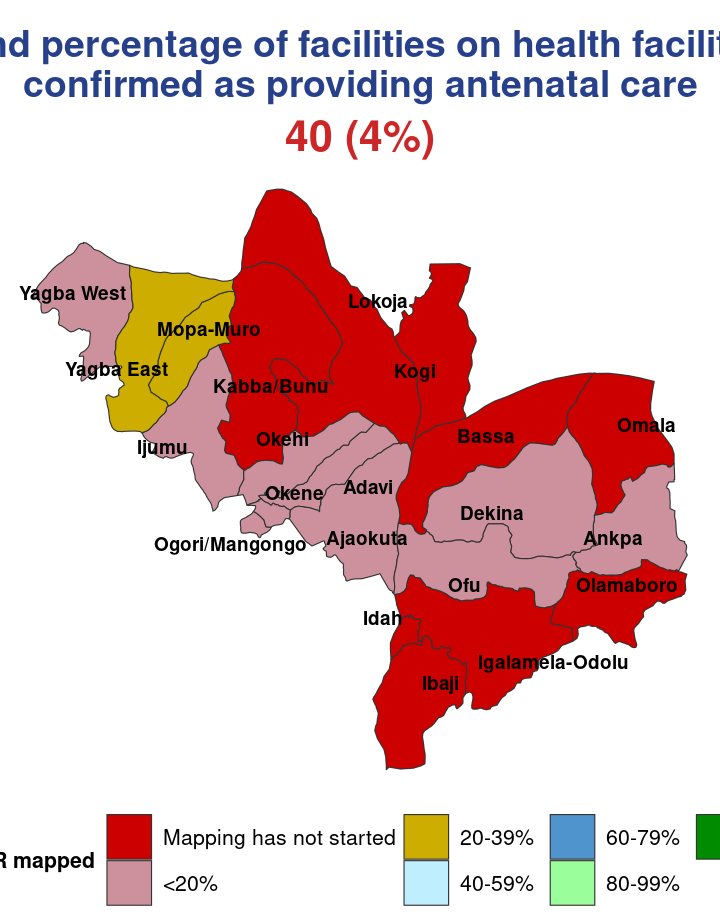 percentage of facilities on health
confirmed as providing antenatal care
40 (4%)
Yagba West
Lokoja
Mopa-Muro
Yagba East
Kogi
Kabba/Bunu
Omala
Bassa
Okehi
Ijumu
Adavi
Okene
Dekina
Ogori/Mangongo
Ajaokuta
Ankpa
Ofu
Olamaboro
Idah
Igalamela-Odolu
Ibaji
mapped
Mapping has not started
20-39%
60-79%
<20%
40-59%
80-99%